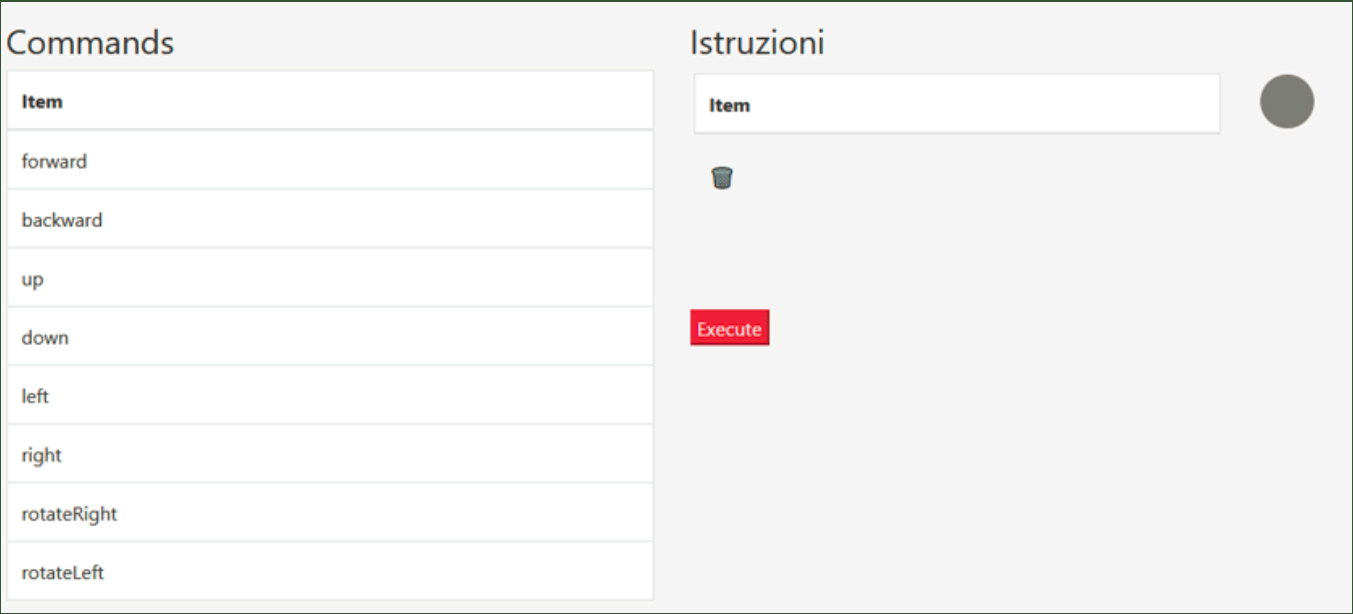 Commands
Item
forward
backward
up
down
left
right
rotateRight
rotateLeft
Istruzioni
Item
Execute